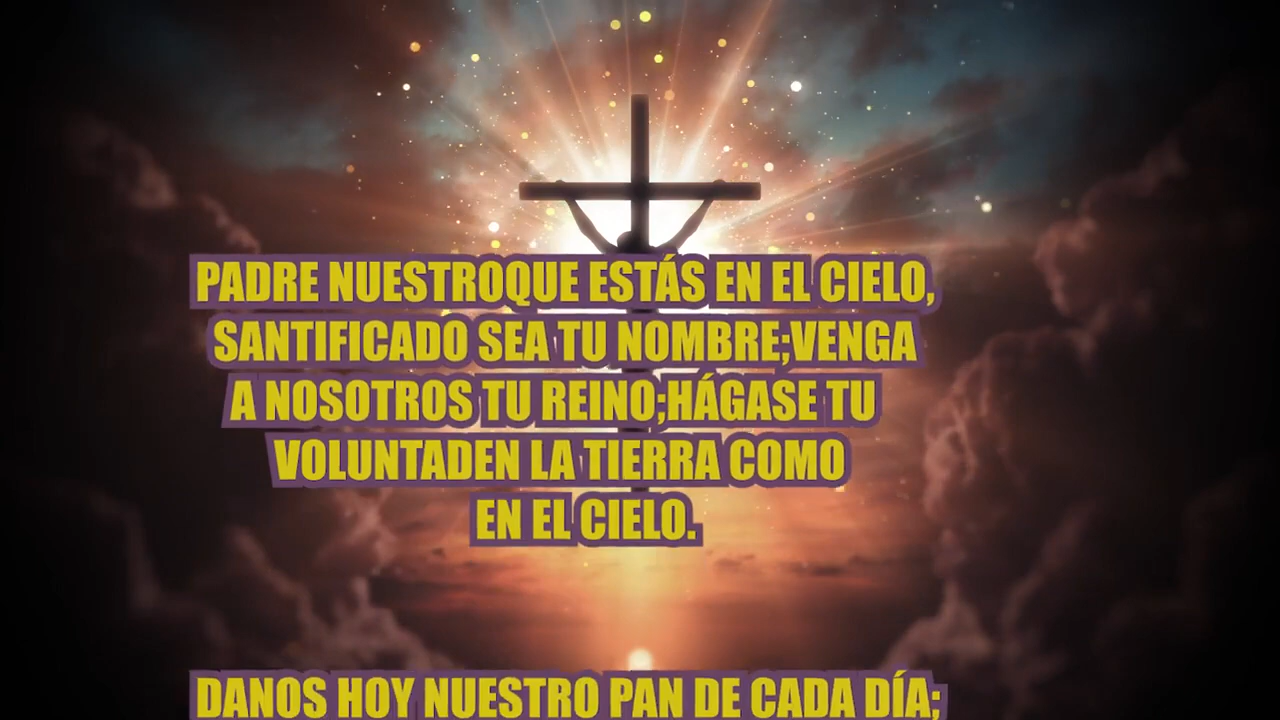 PADRE NUESTROQUE ESTÁS EN EL CIELO,
SANTIFICADO SEA TU NOMBRE;VENGA
A NOSOTROS TU REINO;HÁGASE TU
VOLUNTADEN LA TIERRA COMO
EN EL CIELO.
DANOS HOY NUESTRO PAN DE CADA DÍA;